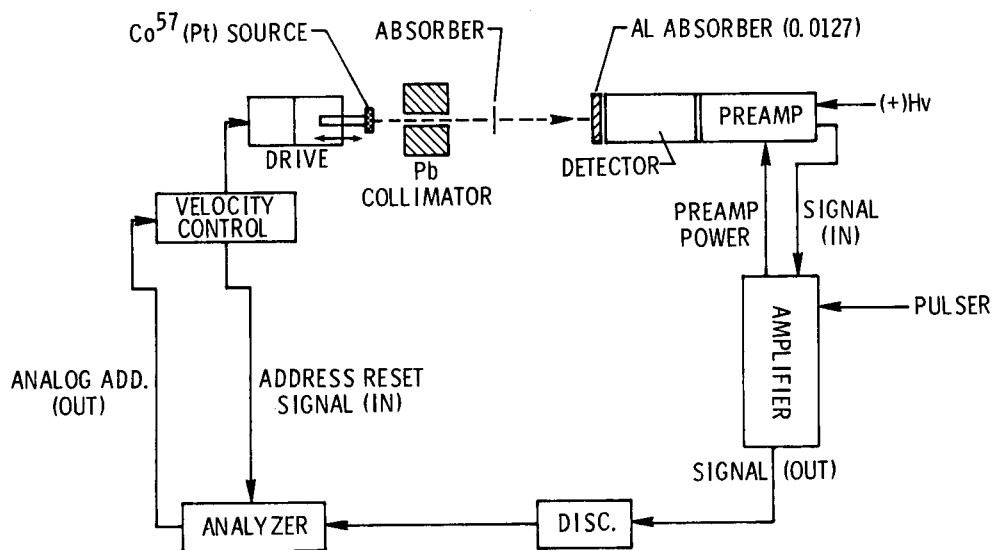 Co⁵⁷ (Pt) SOURCE
ABSORBER
AL ABSORBER (0.0127)
PREAMP
(+)Hv
DRIVE
Pb
COLLIMATOR
DETECTOR
VELOCITY
CONTROL
PREAMP
POWER
SIGNAL
(IN)
AMPLIFIER
PULSER
ANALOG ADD.
(OUT)
ADDRESS RESET
SIGNAL (IN)
SIGNAL (OUT)
ANALYZER
DISC.